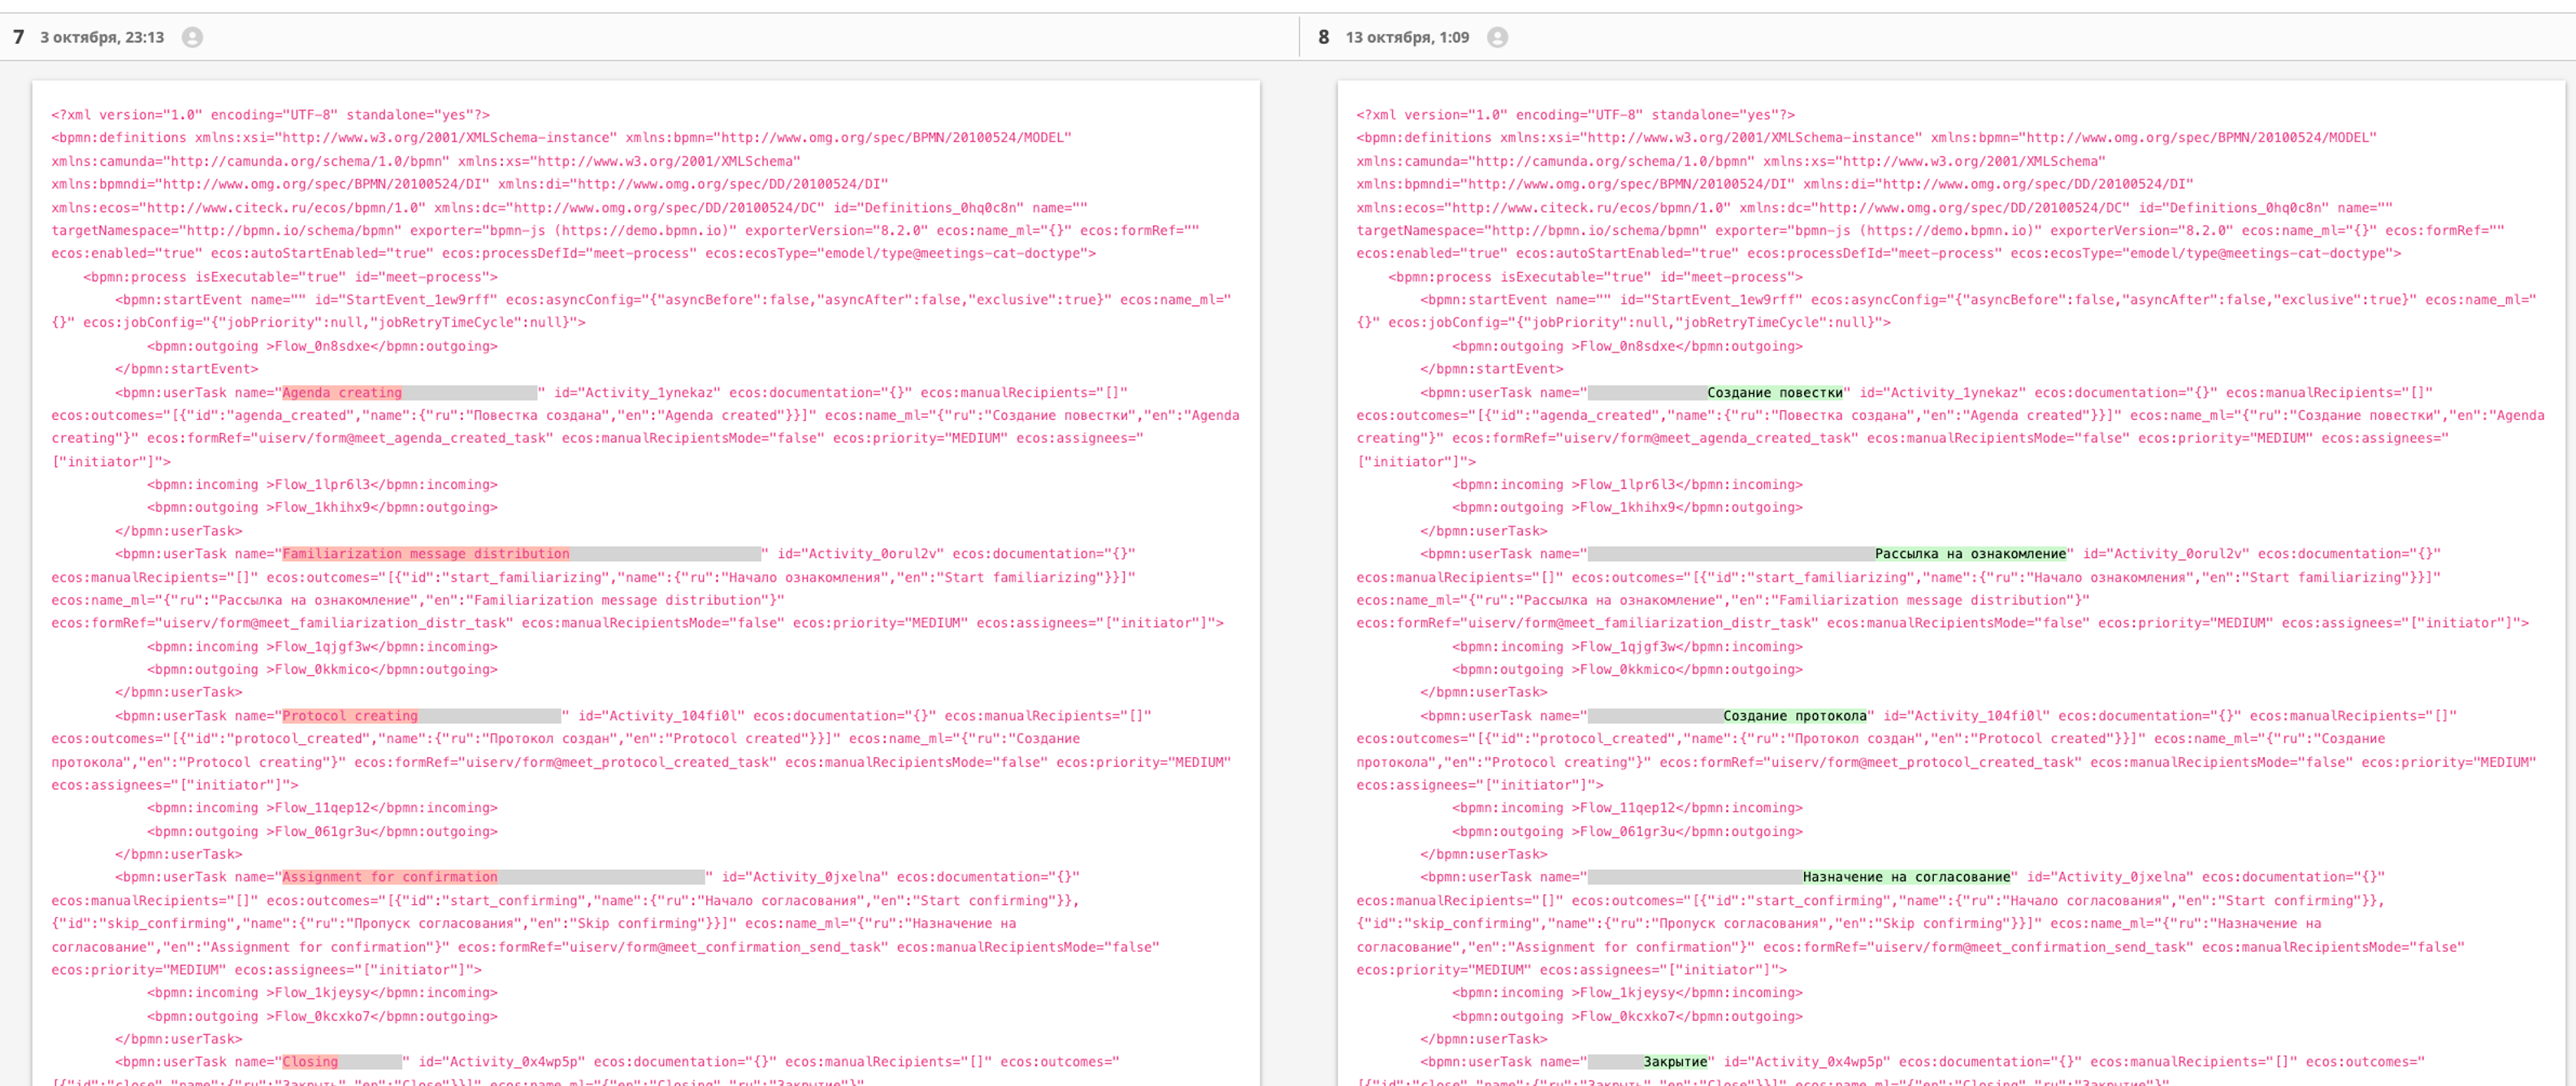 7 3 октября, 23:13
<?xml version="1.0" encoding="UTF-8" standalone="yes"?>
<bpmn:definitions xmlns:xsi="http://www.w3.org/2001/XMLSchema-instance" xmlns:bpmn="http://www.omg.org/spec/BPMN/20100524/MODEL"
xmlns:camunda="http://camunda.org/schema/1.0/bpmn" xmlns:xs="http://www.w3.org/2001/XMLSchema"
xmlns:bpmndi="http://www.omg.org/spec/BPMN/20100524/DI" xmlns:di="http://www.omg.org/spec/DD/20100524/DI"
xmlns:ecos="http://www.citeck.ru/ecos/bpmn/1.0" xmlns:dc="http://www.omg.org/spec/DD/20100524/DC" id="Definitions_0hq0c8n" name=""
targetNamespace="http://bpmn.io/schema/bpmn" exporter="bpmn-js (https://demo.bpmn.io)" exporterVersion="8.2.0" ecos:name_ml="{}" ecos:formRef=""
ecos:enabled="true" ecos:autoStartEnabled="true" ecos:processDefId="meet-process" ecos:ecosType="emodel/type@meetings-cat-doctype">
<bpmn:process isExecutable="true" id="meet-process">
<bpmn:startEvent name="" id="StartEvent_1ew9rff" ecos:asyncConfig="{"asyncBefore":false,"asyncAfter":false,"exclusive":true}" ecos:name_ml="
{}" ecos:jobConfig="{"jobPriority":null,"jobRetryTimeCycle":null}">
<bpmn:outgoing >Flow_0n8sdxe</bpmn:outgoing>
</bpmn:startEvent>
<bpmn:userTask name="Agenda creating" id="Activity_1ynekaz" ecos:documentation="{}" ecos:manualRecipients="[]"
ecos:outcomes="[{"id":"agenda_created","name":{"ru":"Повестка создана","en":"Agenda created"}}]" ecos:name_ml="{"ru":"Создание повестки","en":"Agenda
creating"}" ecos:formRef="uiserv/form@meet_agenda_created_task" ecos:manualRecipientsMode="false" ecos:priority="MEDIUM" ecos:assignees="
["initiator"]">
<bpmn:incoming >Flow_1lpr6l3</bpmn:incoming>
<bpmn:outgoing >Flow_1khihx9</bpmn:outgoing>
</bpmn:userTask>
<bpmn:userTask name="Familiarization message distribution" id="Activity_0orul2v" ecos:documentation="{}"
ecos:manualRecipients="[]" ecos:outcomes="[{"id":"start_familiarizing","name":{"ru":"Начало ознакомления","en":"Start familiarizing"}}]"
ecos:name_ml="{"ru":"Рассылка на ознакомление","en":"Familiarization message distribution"}"
ecos:formRef="uiserv/form@meet_familiarization_distr_task" ecos:manualRecipientsMode="false" ecos:priority="MEDIUM" ecos:assignees="["initiator"]">
<bpmn:incoming >Flow_1qjgf3w</bpmn:incoming>
<bpmn:outgoing >Flow_0kkmico</bpmn:outgoing>
</bpmn:userTask>
<bpmn:userTask name="Protocol creating" id="Activity_104fi0l" ecos:documentation="{}" ecos:manualRecipients="[]"
ecos:outcomes="[{"id":"protocol_created","name":{"ru":"Протокол создан","en":"Protocol created"}}]" ecos:name_ml="{"ru":"Создание
протокола","en":"Protocol creating"}" ecos:formRef="uiserv/form@meet_protocol_created_task" ecos:manualRecipientsMode="false" ecos:priority="MEDIUM"
ecos:assignees="["initiator"]">
<bpmn:incoming >Flow_11qep12</bpmn:incoming>
<bpmn:outgoing >Flow_061gr3u</bpmn:outgoing>
</bpmn:userTask>
<bpmn:userTask name="Assignment for confirmation" id="Activity_0jxelna" ecos:documentation="{}"
ecos:manualRecipients="[]" ecos:outcomes="[{"id":"start_confirming","name":{"ru":"Начало согласования","en":"Start confirming"}},
{"id":"skip_confirming","name":{"ru":"Пропуск согласования","en":"Skip confirming"}}]" ecos:name_ml="{"ru":"Назначение на
согласование","en":"Assignment for confirmation"}" ecos:formRef="uiserv/form@meet_confirmation_send_task" ecos:manualRecipientsMode="false"
ecos:priority="MEDIUM" ecos:assignees="["initiator"]">
<bpmn:incoming >Flow_1kjeysy</bpmn:incoming>
<bpmn:outgoing >Flow_0kcxko7</bpmn:outgoing>
</bpmn:userTask>
<bpmn:userTask name="Closing" id="Activity_0x4wp5p" ecos:documentation="{}" ecos:manualRecipients="[]" ecos:outcomes="
[{"id":"close","name":{"ru":"Закрыть","en":"Close"}}]" ecos:name_ml="{"en":"Closing","ru":"Закрытие"}"
8 13 октября, 1:09
<?xml version="1.0" encoding="UTF-8" standalone="yes"?>
<bpmn:definitions xmlns:xsi="http://www.w3.org/2001/XMLSchema-instance" xmlns:bpmn="http://www.omg.org/spec/BPMN/20100524/MODEL"
xmlns:camunda="http://camunda.org/schema/1.0/bpmn" xmlns:xs="http://www.w3.org/2001/XMLSchema"
xmlns:bpmndi="http://www.omg.org/spec/BPMN/20100524/DI" xmlns:di="http://www.omg.org/spec/DD/20100524/DI"
xmlns:ecos="http://www.citeck.ru/ecos/bpmn/1.0" xmlns:dc="http://www.omg.org/spec/DD/20100524/DC" id="Definitions_0hq0c8n" name=""
targetNamespace="http://bpmn.io/schema/bpmn" exporter="bpmn-js (https://demo.bpmn.io)" exporterVersion="8.2.0" ecos:name_ml="{}" ecos:formRef=""
ecos:enabled="true" ecos:autoStartEnabled="true" ecos:processDefId="meet-process" ecos:ecosType="emodel/type@meetings-cat-doctype">
<bpmn:process isExecutable="true" id="meet-process">
<bpmn:startEvent name="" id="StartEvent_1ew9rff" ecos:asyncConfig="{"asyncBefore":false,"asyncAfter":false,"exclusive":true}" ecos:name_ml="
{}" ecos:jobConfig="{"jobPriority":null,"jobRetryTimeCycle":null}">
<bpmn:outgoing >Flow_0n8sdxe</bpmn:outgoing>
</bpmn:startEvent>
<bpmn:userTask name="Создание повестки" id="Activity_1ynekaz" ecos:documentation="{}" ecos:manualRecipients="[]"
ecos:outcomes="[{"id":"agenda_created","name":{"ru":"Повестка создана","en":"Agenda created"}}]" ecos:name_ml="{"ru":"Создание повестки","en":"Agenda
creating"}" ecos:formRef="uiserv/form@meet_agenda_created_task" ecos:manualRecipientsMode="false" ecos:priority="MEDIUM" ecos:assignees="
["initiator"]">
<bpmn:incoming >Flow_1lpr6l3</bpmn:incoming>
<bpmn:outgoing >Flow_1khihx9</bpmn:outgoing>
</bpmn:userTask>
<bpmn:userTask name="Рассылка на ознакомление" id="Activity_0orul2v" ecos:documentation="{}"
ecos:manualRecipients="[]" ecos:outcomes="[{"id":"start_familiarizing","name":{"ru":"Начало ознакомления","en":"Start familiarizing"}}]"
ecos:name_ml="{"ru":"Рассылка на ознакомление","en":"Familiarization message distribution"}"
ecos:formRef="uiserv/form@meet_familiarization_distr_task" ecos:manualRecipientsMode="false" ecos:priority="MEDIUM" ecos:assignees="["initiator"]">
<bpmn:incoming >Flow_1qjgf3w</bpmn:incoming>
<bpmn:outgoing >Flow_0kkmico</bpmn:outgoing>
</bpmn:userTask>
<bpmn:userTask name="Создание протокола" id="Activity_104fi0l" ecos:documentation="{}" ecos:manualRecipients="[]"
ecos:outcomes="[{"id":"protocol_created","name":{"ru":"Протокол создан","en":"Protocol created"}}]" ecos:name_ml="{"ru":"Создание
протокола","en":"Protocol creating"}" ecos:formRef="uiserv/form@meet_protocol_created_task" ecos:manualRecipientsMode="false" ecos:priority="MEDIUM"
ecos:assignees="["initiator"]">
<bpmn:incoming >Flow_11qep12</bpmn:incoming>
<bpmn:outgoing >Flow_061gr3u</bpmn:outgoing>
</bpmn:userTask>
<bpmn:userTask name="Назначение на согласование" id="Activity_0jxelna" ecos:documentation="{}"
ecos:manualRecipients="[]" ecos:outcomes="[{"id":"start_confirming","name":{"ru":"Начало согласования","en":"Start confirming"}},
{"id":"skip_confirming","name":{"ru":"Пропуск согласования","en":"Skip confirming"}}]" ecos:name_ml="{"ru":"Назначение на
согласование","en":"Assignment for confirmation"}" ecos:formRef="uiserv/form@meet_confirmation_send_task" ecos:manualRecipientsMode="false"
ecos:priority="MEDIUM" ecos:assignees="["initiator"]">
<bpmn:incoming >Flow_1kjeysy</bpmn:incoming>
<bpmn:outgoing >Flow_0kcxko7</bpmn:outgoing>
</bpmn:userTask>
<bpmn:userTask name="Закрытие" id="Activity_0x4wp5p" ecos:documentation="{}" ecos:manualRecipients="[]" ecos:outcomes="
[{"id":"close","name":{"ru":"Закрыть","en":"Close"}}]" ecos:name_ml="{"en":"Closing","ru":"Закрытие"}"